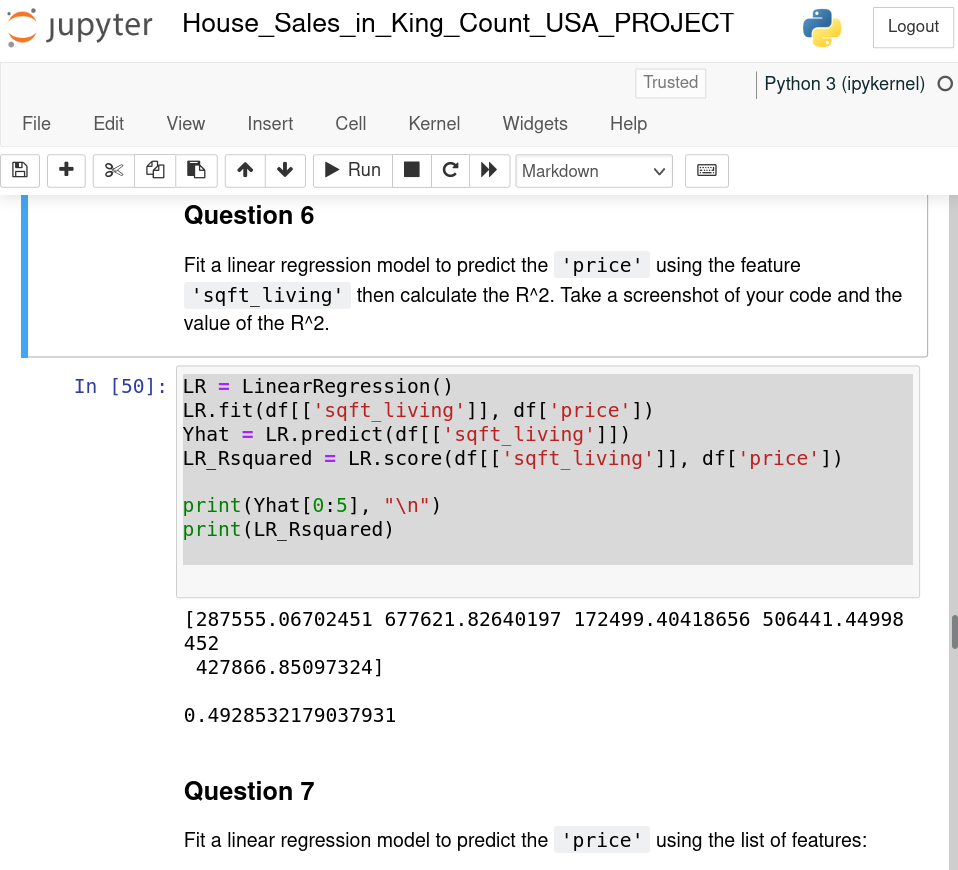 jupyter House_Sales_in_King_Count_USA_PROJECT Logout
Trusted Python 3 (ipykernel)
File Edit View Insert Cell Kernel Widgets Help
Run Markdown
Question 6
Fit a linear regression model to predict the 'price' using the feature
'sqft_living' then calculate the R^2. Take a screenshot of your code and the
value of the R^2.
In [50]: LR = LinearRegression()
LR.fit(df[['sqft_living']], df['price'])
Yhat = LR.predict(df[['sqft_living']])
LR_Rsquared = LR.score(df[['sqft_living']], df['price'])
print(Yhat[0:5], "\n")
print(LR_Rsquared)
[287555.06702451 677621.82640197 172499.40418656 506441.44998
452
427866.85097324]
0.4928532179037931
Question 7
Fit a linear regression model to predict the 'price' using the list of features: